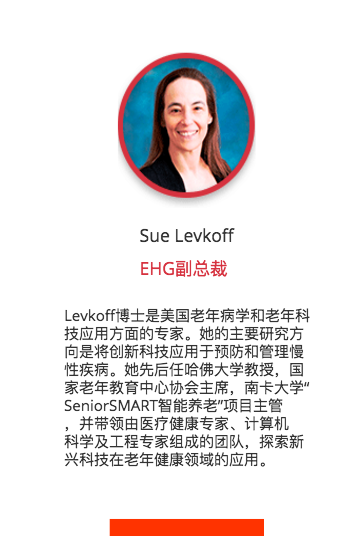 Sue Levkoff
EHG副总裁
Levkoff博士是美国老年病学和老年科
技应用方面的专家。她的主要研究方
向是将创新科技应用于预防和管理慢
性疾病。她先后任哈佛大学教授，国
家老年教育中心协会主席，南卡大学“
SeniorSMART智能养老”项目主管
，并带领由医疗健康专家、计算机
科学及工程专家组成的团队，探索新
兴科技在老年健康领域的应用。